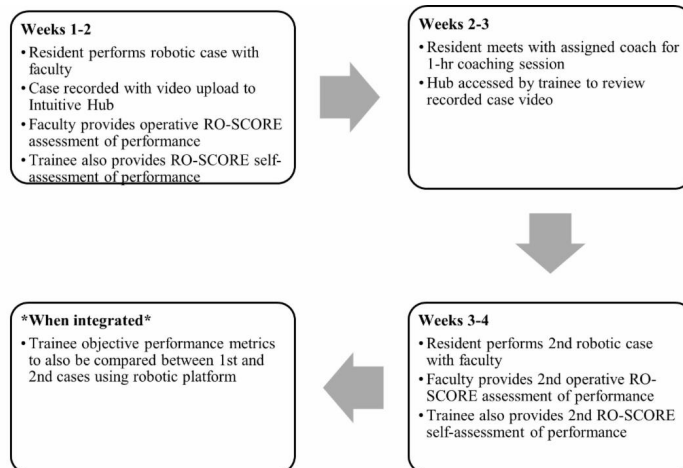 Weeks 1-2
• Resident performs robotic case with
faculty
• Case recorded with video upload to
Intuitive Hub
• Faculty provides operative RO-SCORE
assessment of performance
• Trainee also provides RO-SCORE self-
assessment of performance
Weeks 2-3
• Resident meets with assigned coach for
1-hr coaching session
• Hub accessed by trainee to review
recorded case video
Weeks 3-4
• Resident performs 2nd robotic case
with faculty
• Faculty provides 2nd operative RO-
SCORE assessment of performance
• Trainee also provides 2nd RO-SCORE
self-assessment of performance
*When integrated*
• Trainee objective performance metrics
to also be compared between 1st and
2nd cases using robotic platform